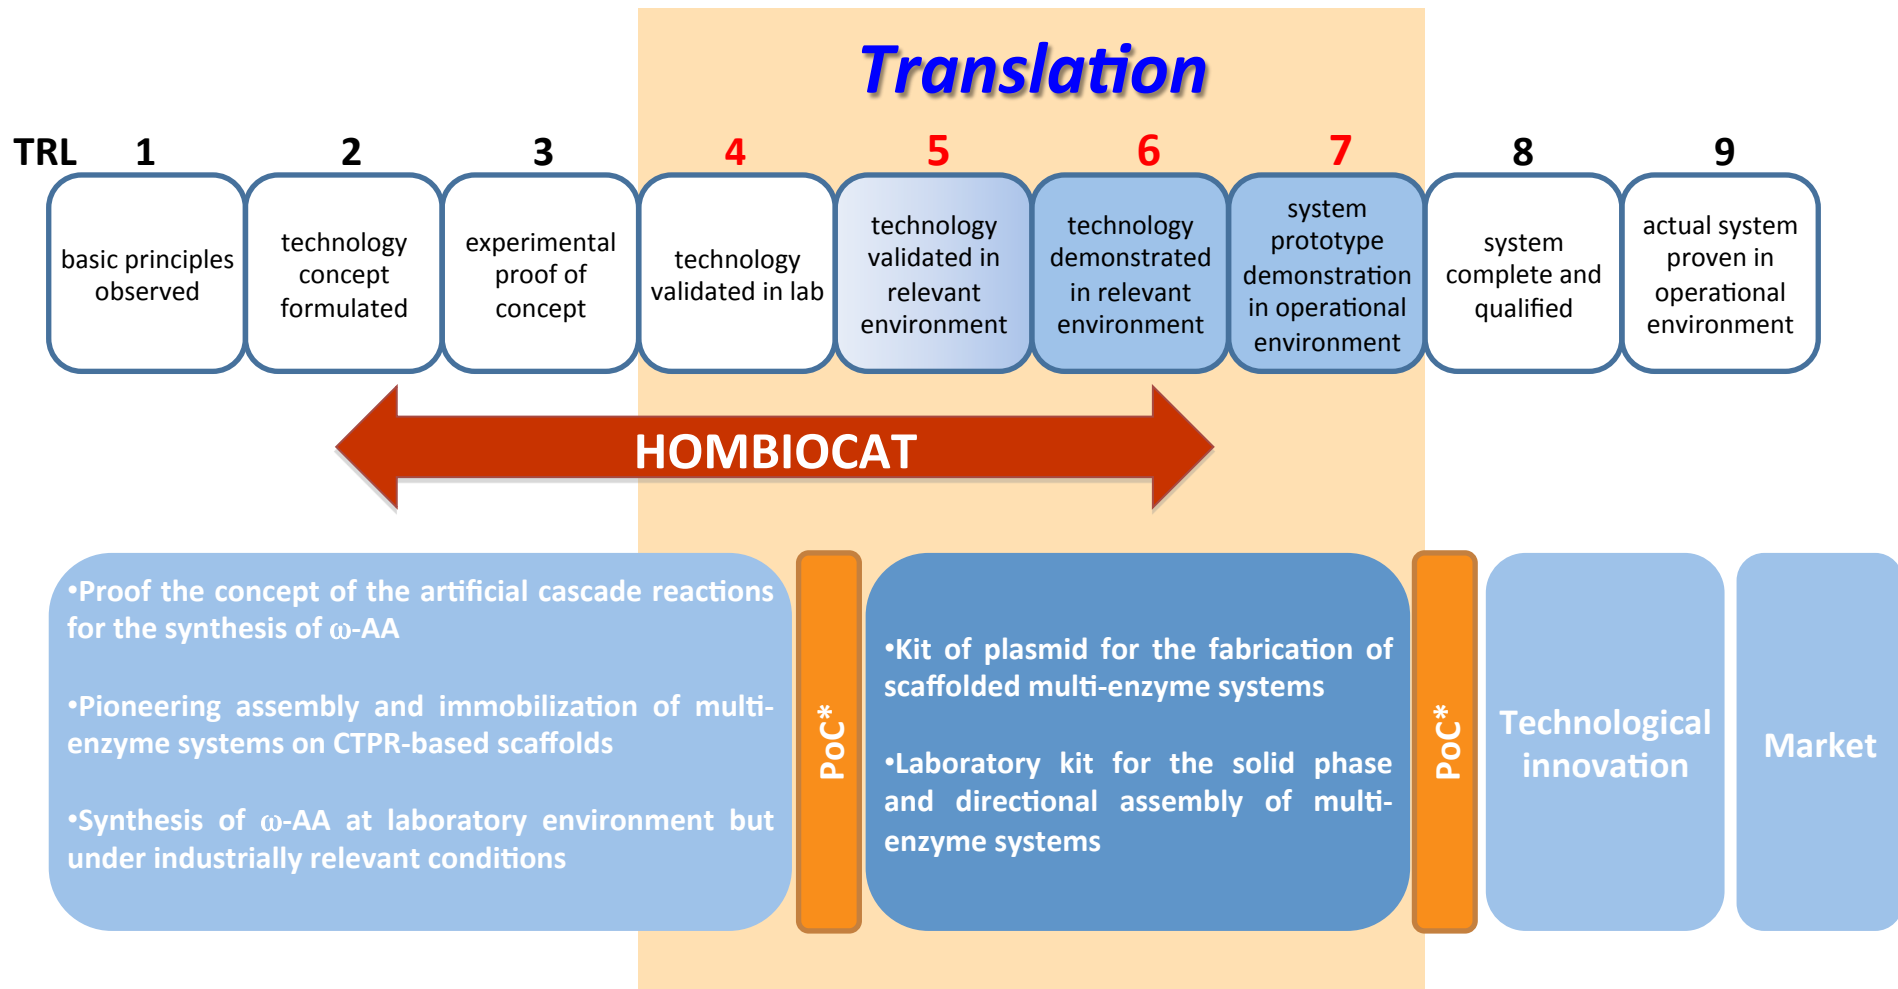 Translation
TRL 1 2 3 4 5 6 7 8 9
basic principles
observed
technology
concept
formulated
experimental
proof of
concept
technology
validated in lab
technology
validated in
relevant
environment
technology
demonstrated
in relevant
environment
system
prototype
demonstration
in operational
environment
system
complete and
qualified
actual system
proven in
operational
environment
HOMBIOCAT
•Proof the concept of the artificial cascade reactions
for the synthesis of ω-AA
•Pioneering assembly and immobilization of multi-
enzyme systems on CTPR-based scaffolds
•Synthesis of ω-AA at laboratory environment but
under industrially relevant conditions
PoC*
•Kit of plasmid for the fabrication of
scaffolded multi-enzyme systems
•Laboratory kit for the solid phase
and directional assembly of multi-
enzyme systems
PoC*
Technological
innovation
Market